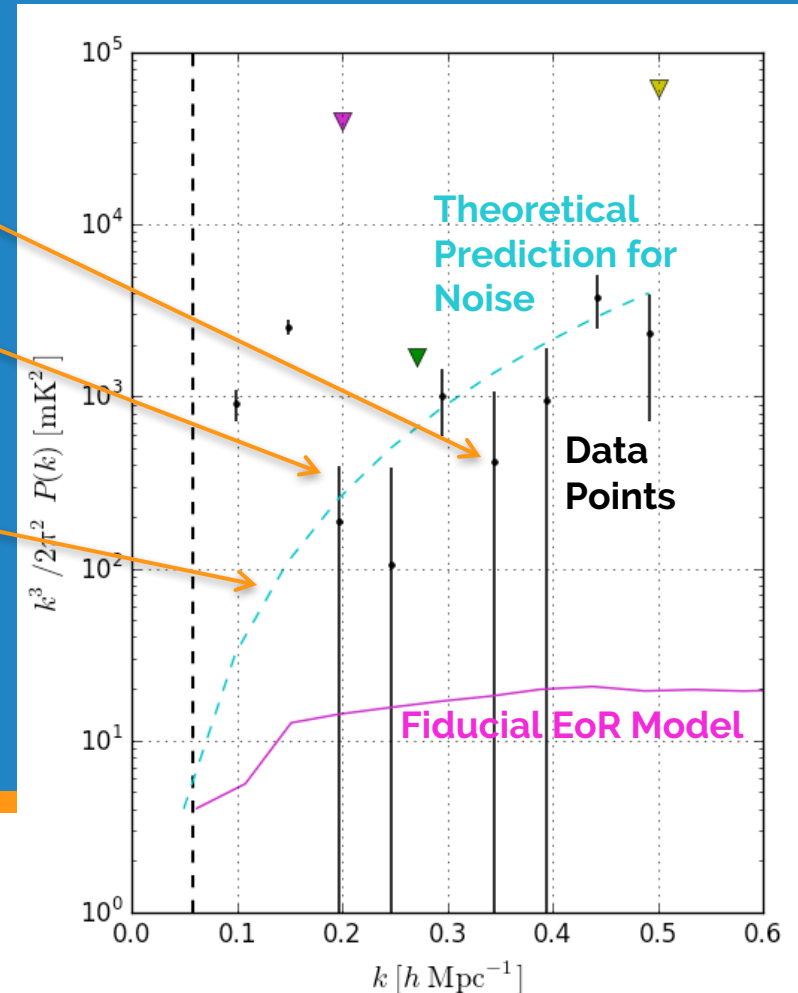 10^5
10^4
10^3
10^2
10^1
10^0
k^3 /2π^2 P(k) [mK^2]
Theoretical
Prediction for
Noise
Data
Points
Fiducial EoR Model
0.0 0.1 0.2 0.3 0.4 0.5 0.6
k [h Mpc^−1]